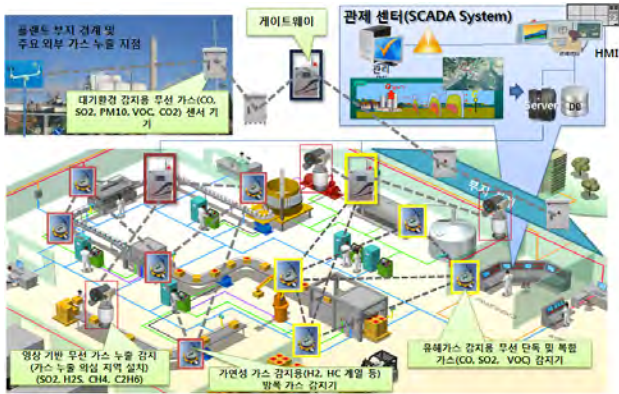 플랜트 부지 경계 및
주요 외부 가스 누출 지점
게이트웨이
관제 센터(SCADA System)
HMI
Server
DB
대기환경 감지용 무선 가스(CO,
SO2, PM10, VOC, CO2) 센서 기
기
영상 기반 무선 가스 누출 감지
(가스 누출 의심 지역 설치)
(SO2, H2S, CH4, C2H6)
가연성 가스 감지용(H2, HC 계열 등)
방폭 가스 감지기
유해가스 감지용 무선 단독 및 복합
가스(CO, SO2, VOC) 감지기